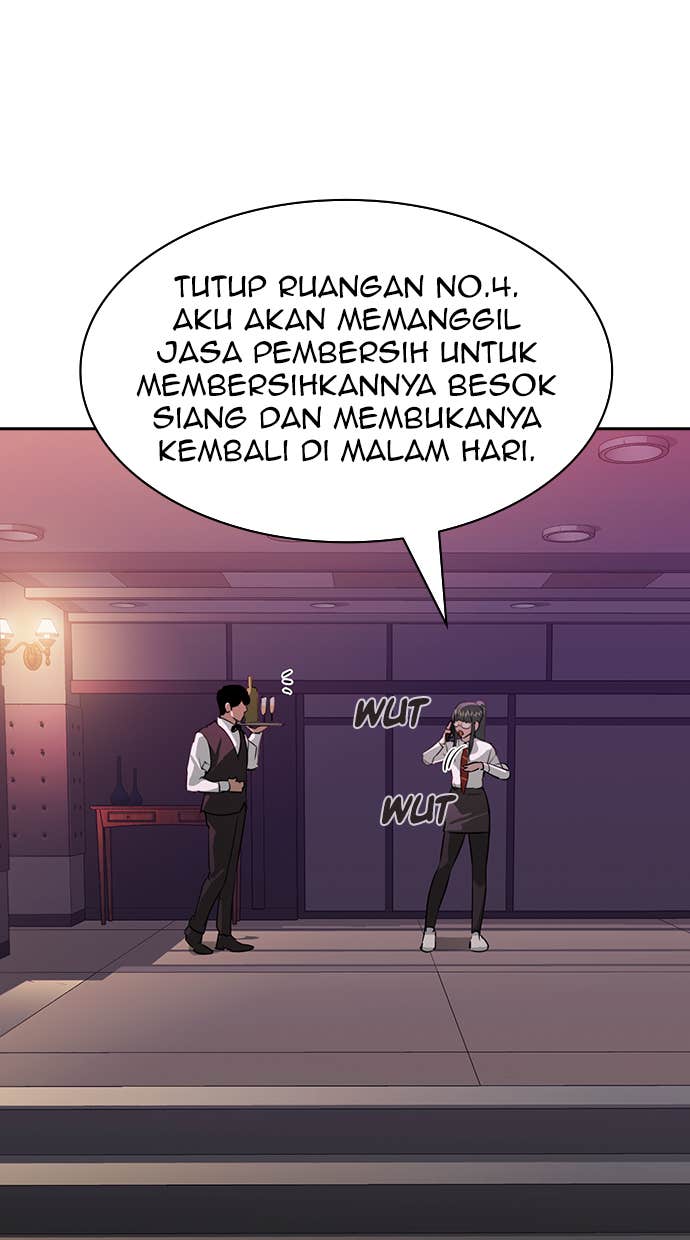 TUTUP RUANGAN NO.4.
AKU AKAN MEMANGGIL
JASA PEMBERSIH UNTUK
MEMBERSIHKANNYA BESOK
SIANG DAN MEMBUKANYA
KEMBALI DI MALAM HARI.
WUT
WUT